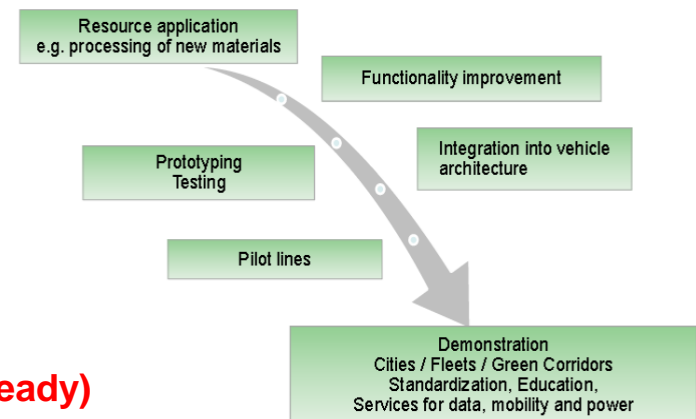 Resource application
e.g. processing of new materials
Functionality improvement
Integration into vehicle
architecture
Prototyping
Testing
Pilot lines
Demonstration
Cities / Fleets / Green Corridors
Standardization, Education,
Services for data, mobility and power
eady)